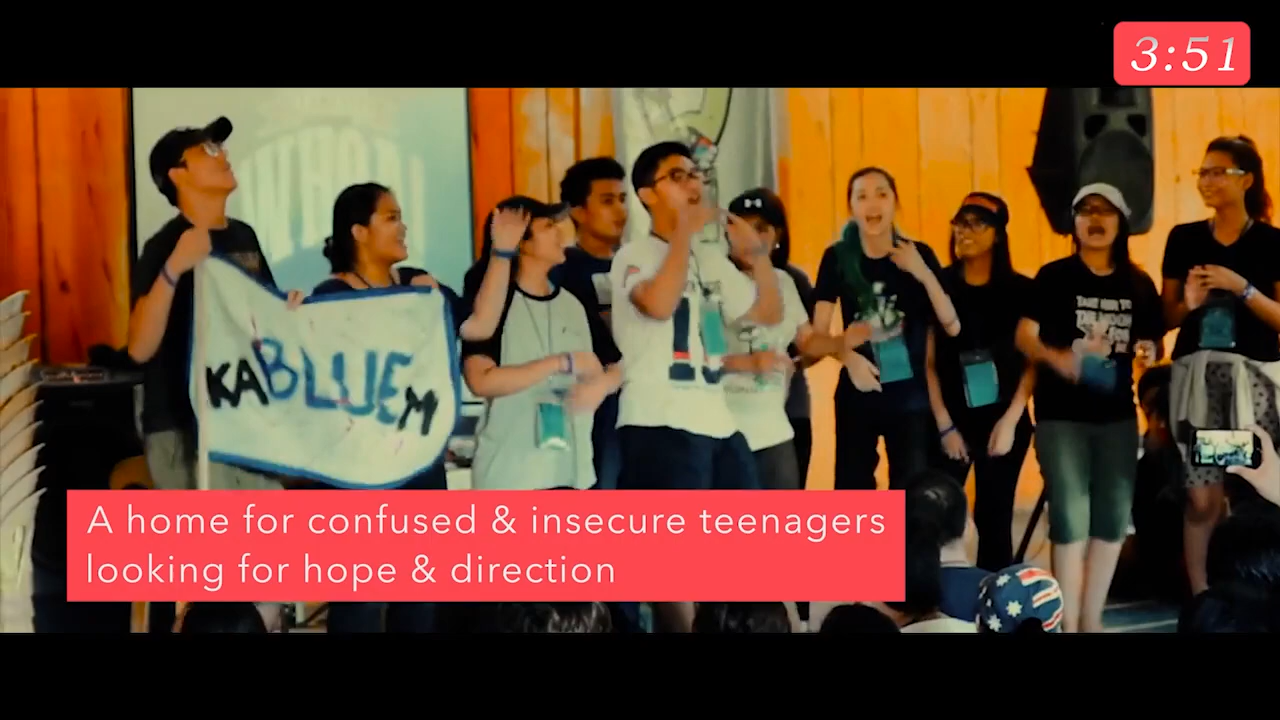 3:51
KABLUEM
A home for confused & insecure teenagers
looking for hope & direction